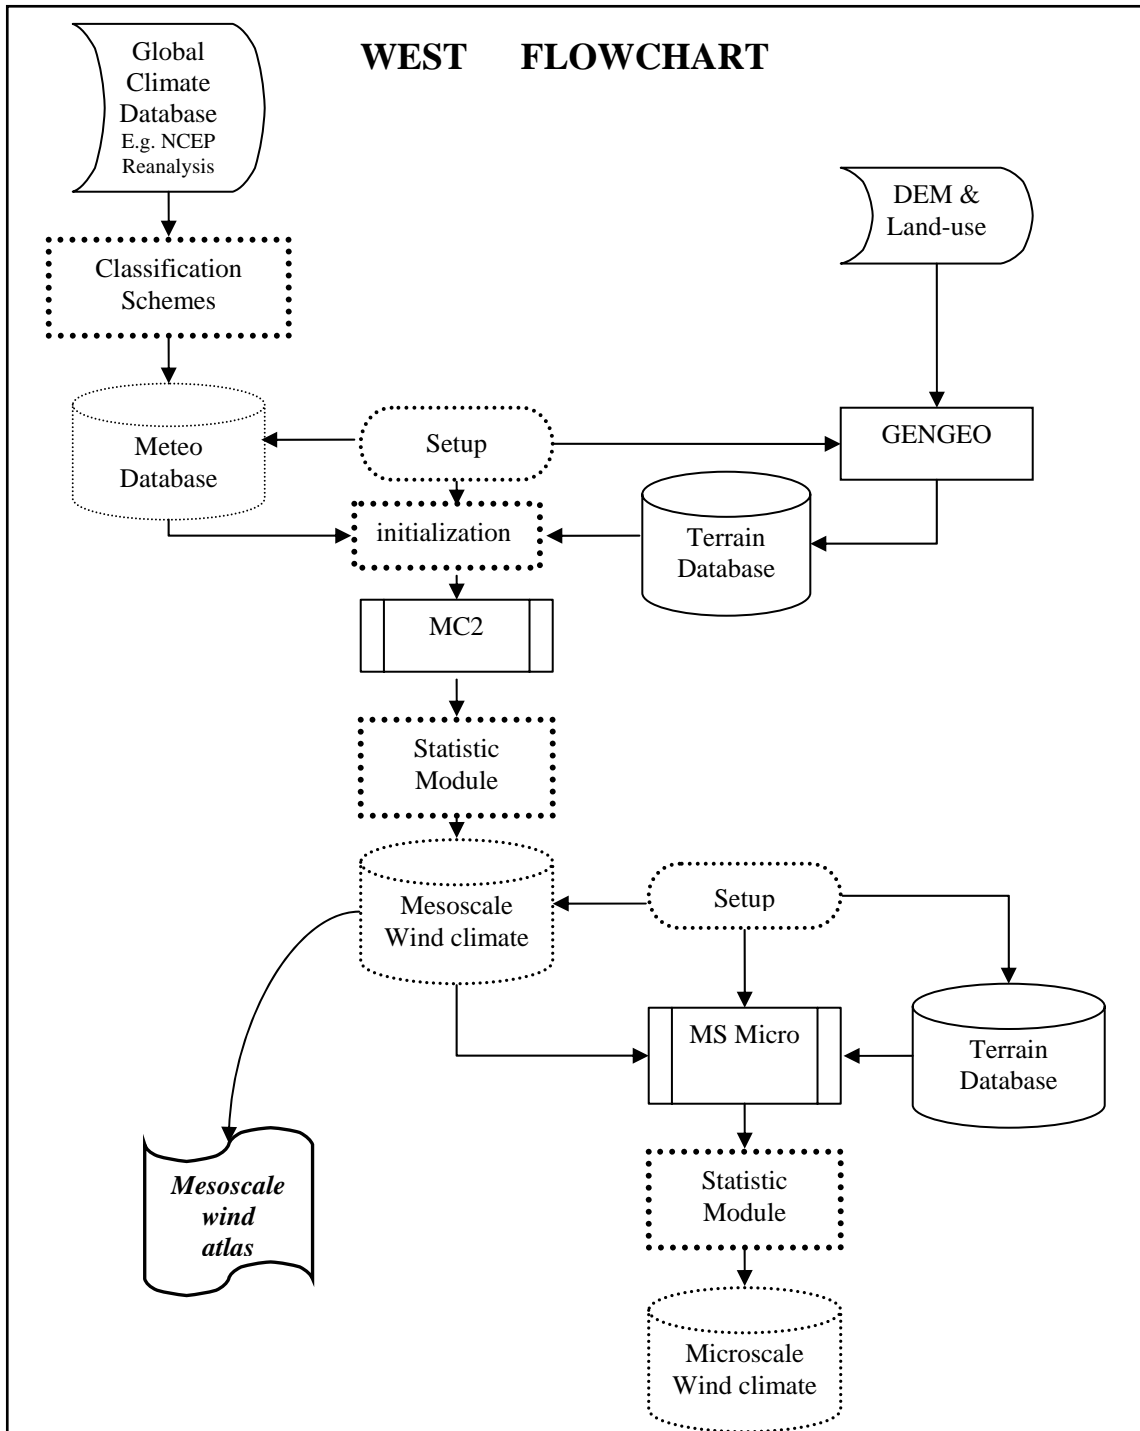 WEST FLOWCHART
Global
Climate
Database
E.g. NCEP
Reanalysis
DEM &
Land-use
Classification
Schemes
Meteo
Database
Setup
GENGEO
initialization
Terrain
Database
MC2
Statistic
Module
Mesoscale
Wind climate
Setup
MS Micro
Terrain
Database
Mesoscale
wind
atlas
Statistic
Module
Microscale
Wind climate